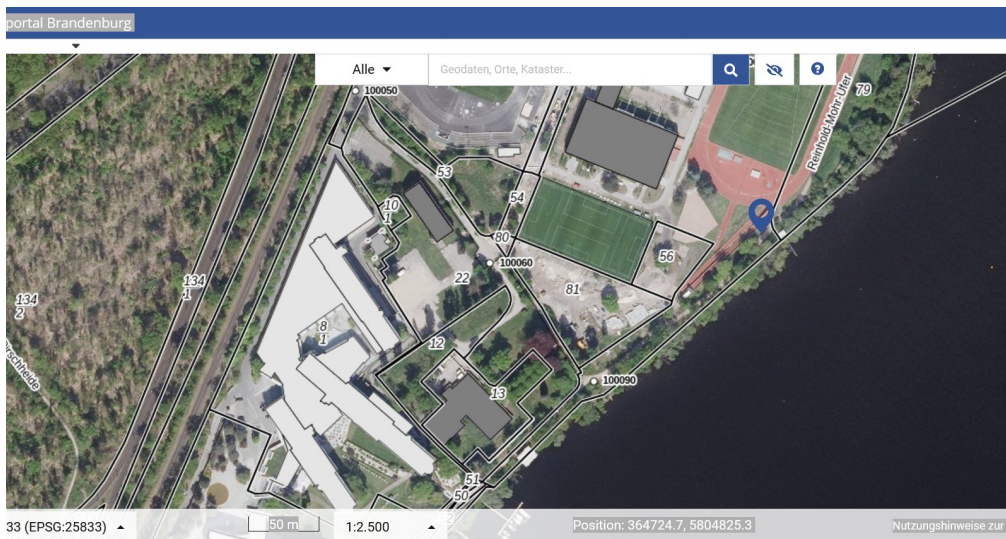 portal Brandenburg
Alle
Geodaten, Orte, Kataster...
100050
79
Reinhold-Mohr-Ufer
53
54
10
1
80
100060
56
22
81
134
1
134
2
8
1
12
13
100090
51
50
33 (EPSG:25833)
50 m
1:2.500
Position: 364724.7, 5804825.3
Nutzungshinweise zur